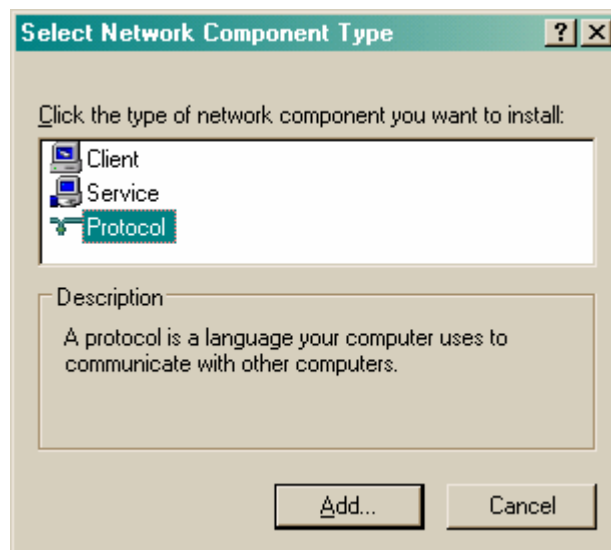 Select Network Component Type
Click the type of network component you want to install:
Client
Service
Protocol
Description
A protocol is a language your computer uses to
communicate with other computers.
Add...
Cancel